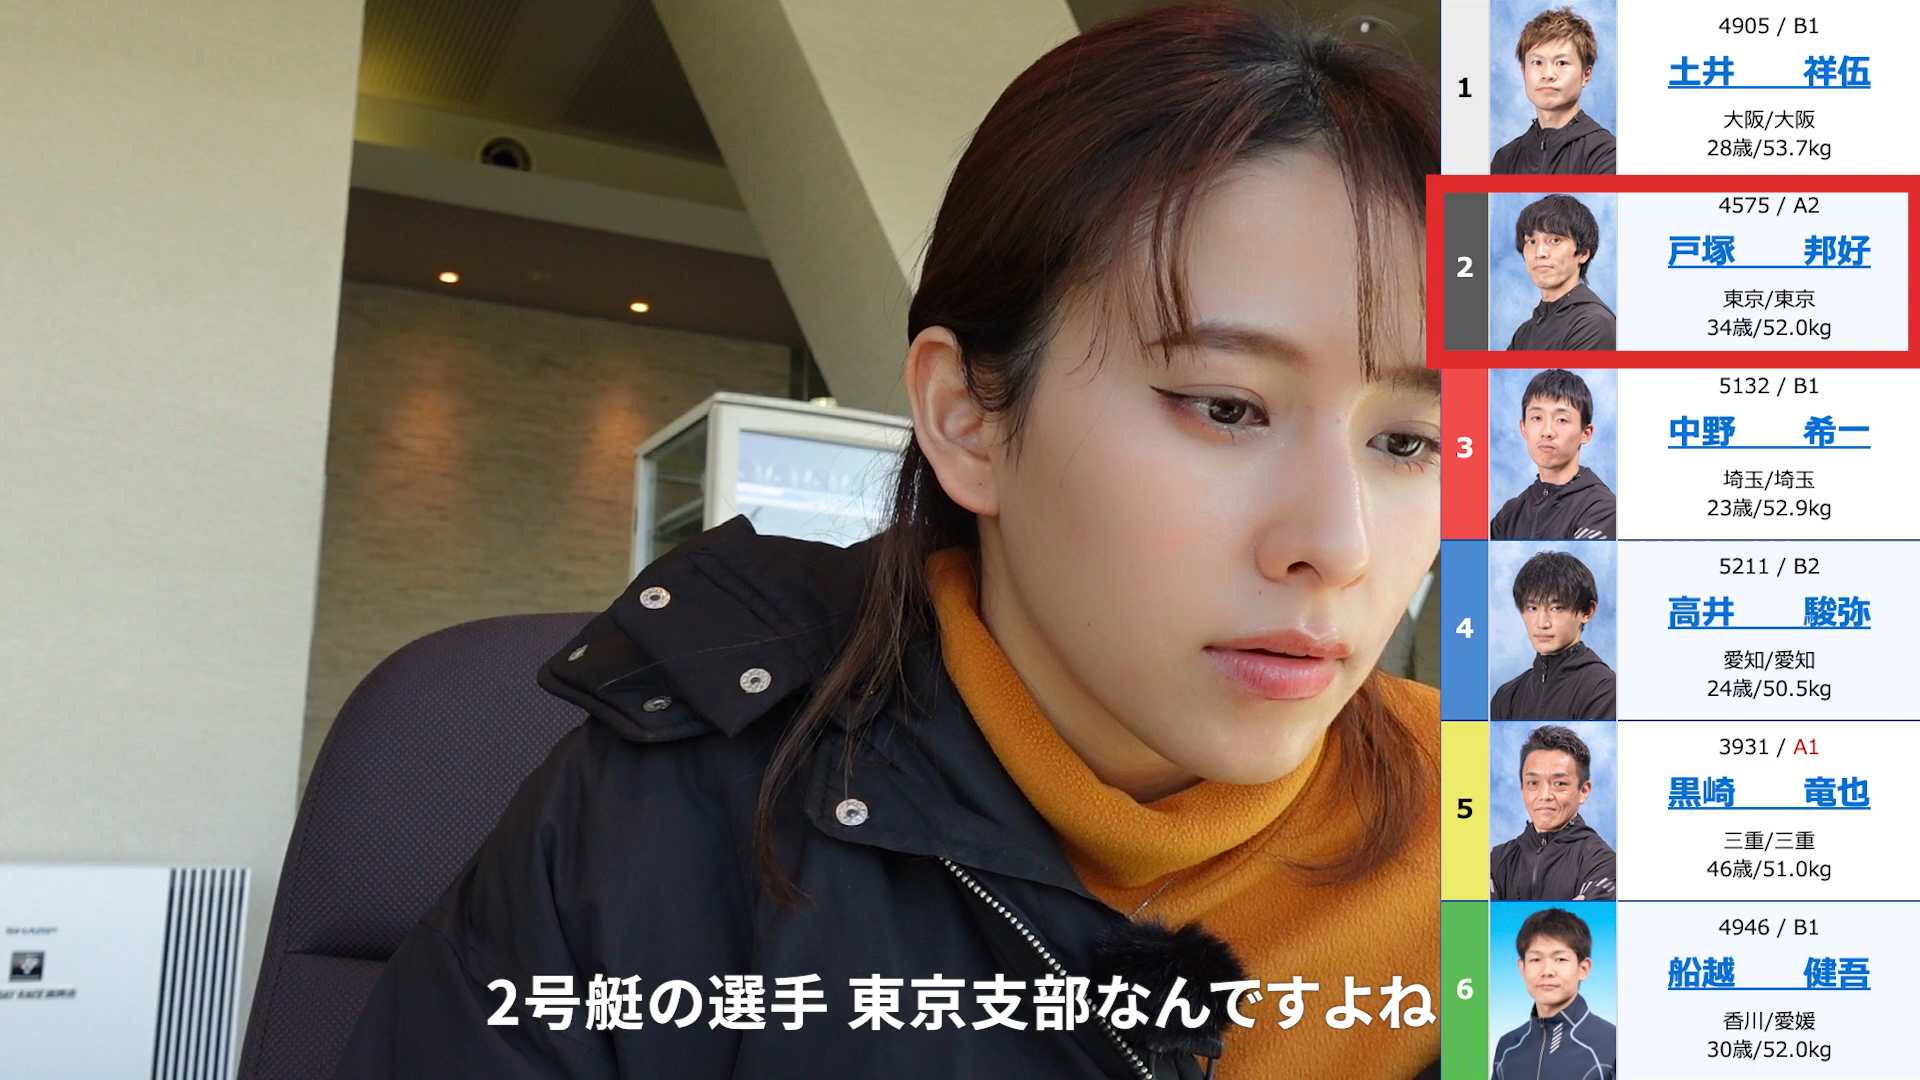 1
4905 / B1
土井 祥伍
大阪/大阪
28歳/53.7kg
2
4575 / A2
戸塚 邦好
東京/東京
34歳/52.0kg
3
5132 / B1
中野 希一
埼玉/埼玉
23歳/52.9kg
4
5211 / B2
高井 駿弥
愛知/愛知
24歳/50.5kg
5
3931 / A1
黒崎 竜也
三重/三重
46歳/51.0kg
6
4946 / B1
船越 健吾
香川/愛媛
30歳/52.0kg
2号艇の選手 東京支部なんですよね